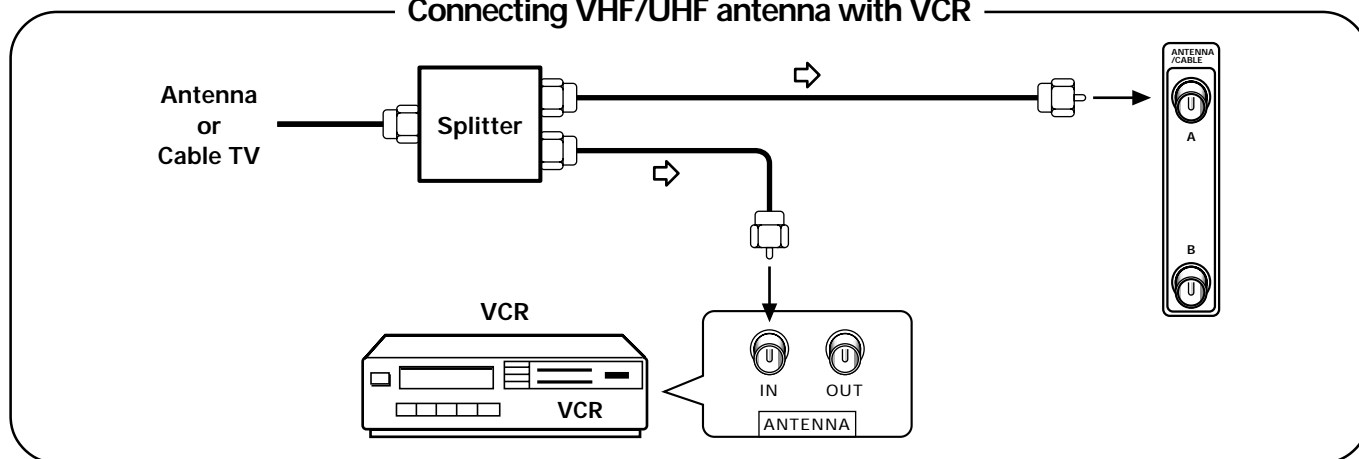 Connecting VHF/UHF antenna with VCR
Antenna
or
Cable TV
Splitter
ANTENNA
/CABLE
A
B
VCR
VCR
IN OUT
ANTENNA